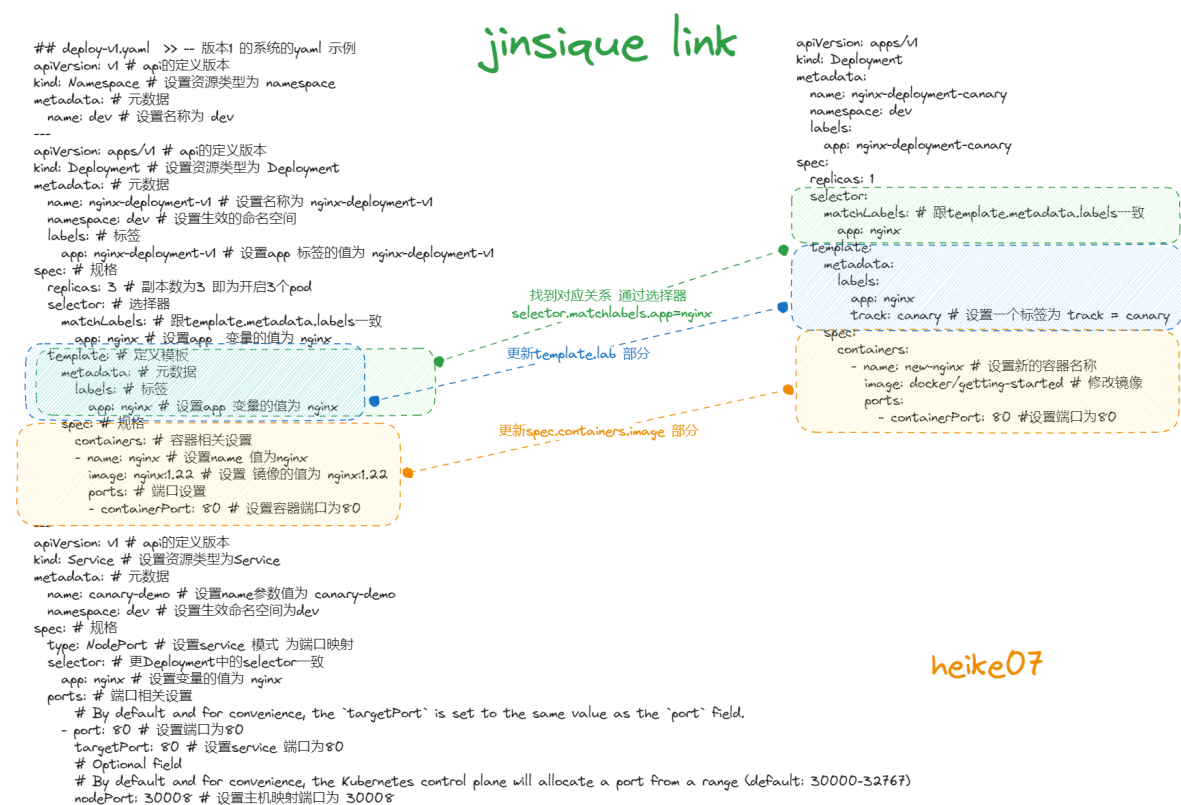 jinsique link
## deploy-v1.yaml >> -- 版本1 的系统的yaml 示例
apiVersion: v1 # api的定义版本
kind: Namespace # 设置资源类型为 namespace
metadata: # 元数据
name: dev # 设置名称为 dev
---
apiVersion: apps/v1 # api的定义版本
kind: Deployment # 设置资源类型为 Deployment
metadata: # 元数据
name: nginx-deployment-v1 # 设置名称为 nginx-deployment-v1
namespace: dev # 设置生效的命名空间
labels: # 标签
app: nginx-deployment-v1 # 设置app 标签的值为 nginx-deployment-v1
spec: # 规格
replicas: 3 # 副本数为3 即为开启3个pod
selector: # 选择器
matchLabels: # 跟template.metadata.labels一致
app: nginx # 设置app 变量的值为 nginx
template: # 定义模板
metadata: # 元数据
labels: # 标签
app: nginx # 设置app 变量的值为 nginx
spec: # 规格
containers: # 容器相关设置
- name: nginx # 设置name 值为nginx
image: nginx:1.22 # 设置 镜像的值为 nginx:1.22
ports: # 端口设置
- containerPort: 80 # 设置容器端口为80
---
apiVersion: v1 # api的定义版本
kind: Service # 设置资源类型为Service
metadata: # 元数据
name: canary-demo # 设置name参数值为 canary-demo
namespace: dev # 设置生效命名空间为dev
spec: # 规格
type: NodePort # 设置service 模式 为端口映射
selector: # 更Deployment中的selector一致
app: nginx # 设置变量的值为 nginx
ports: # 端口相关设置
# By default and for convenience, the `targetPort` is set to the same value as the `port` field.
- port: 80 # 设置端口为80
targetPort: 80 # 设置service 端口为80
# Optional field
# By default and for convenience, the Kubernetes control plane will allocate a port from a range (default: 30000-32767)
nodePort: 30008 # 设置主机映射端口为 30008
找到对应关系 通过选择器
selector.matchlabels.app=nginx
更新template.lab 部分
更新spec.containers.image 部分
apiVersion: apps/v1
kind: Deployment
metadata:
name: nginx-deployment-canary
namespace: dev
labels:
app: nginx-deployment-canary
spec:
replicas: 1
selector:
matchLabels: # 跟template.metadata.labels一致
app: nginx
template:
metadata:
labels:
app: nginx
track: canary # 设置一个标签为 track = canary
spec:
containers:
- name: new-nginx # 设置新的容器名称
image: docker/getting-started # 修改镜像
ports:
- containerPort: 80 #设置端口为80
heike07